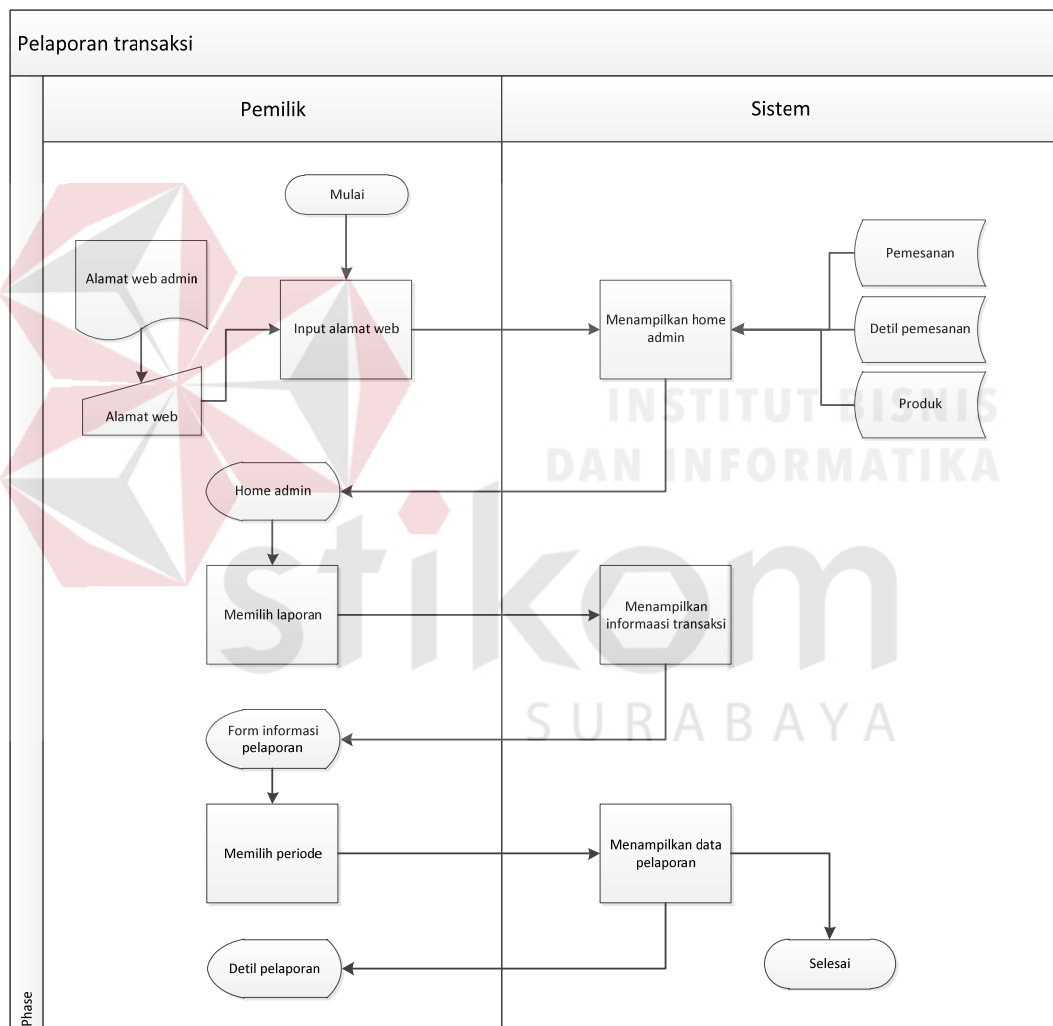 Pelaporan transaksi
Pemilik
Sistem
Mulai
Alamat web admin
Input alamat web
Alamat web
Menampilkan home
admin
Pemesanan
Detil pemesanan
Produk
INSTITUT BISNIS
DAN INFORMATIKA
Home admin
stikom
Memilih laporan
Menampilkan
informaasi transaksi
SURABAYA
Form informasi
pelaporan
Memilih periode
Menampilkan data
pelaporan
Detil pelaporan
Selesai
Phase